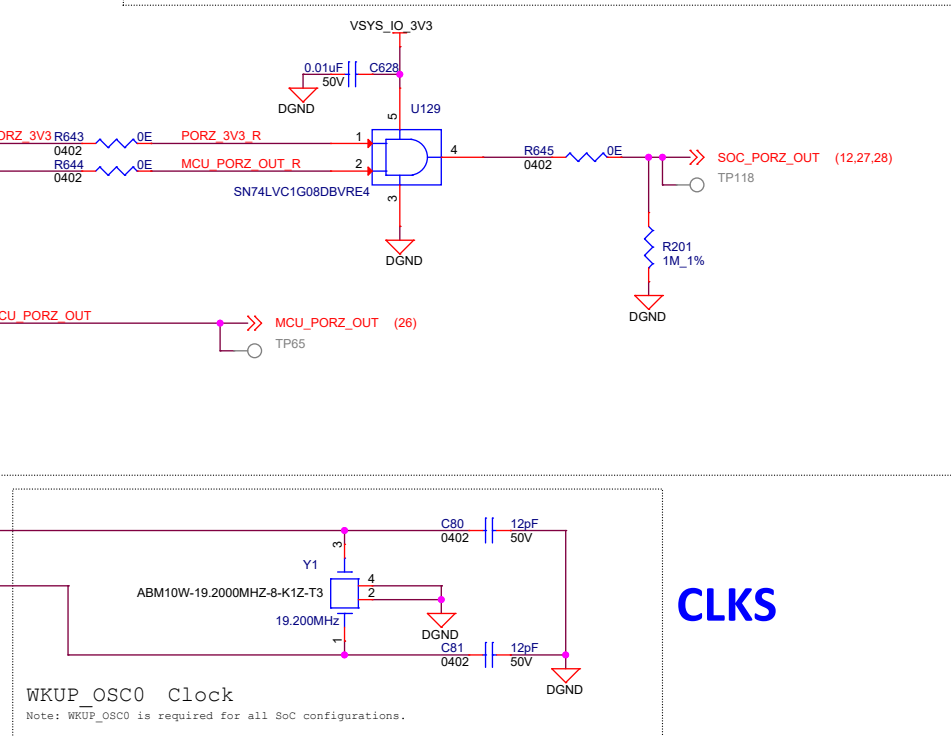 VSYS_IO_3V3
0.01uF C628
50V
DGND
5
U129
ORZ_3V3 R643 0E PORZ_3V3_R 1
0402
R644 0E MCU_PORZ_OUT_R 2
0402
4
R645 0E SOC_PORZ_OUT (12,27,28)
0402
TP118
SN74LVC1G08DBVRE4
3
DGND
R201
1M_1%
DGND
CU_PORZ_OUT MCU_PORZ_OUT (26)
TP65
C80 12pF
0402 50V
3
Y1
4
ABM10W-19.2000MHZ-8-K1Z-T3 2
19.200MHz
1
DGND
C81 12pF
0402 50V
DGND
CLKS
WKUP_OSC0 Clock
Note: WKUP_OSC0 is required for all SoC configurations.